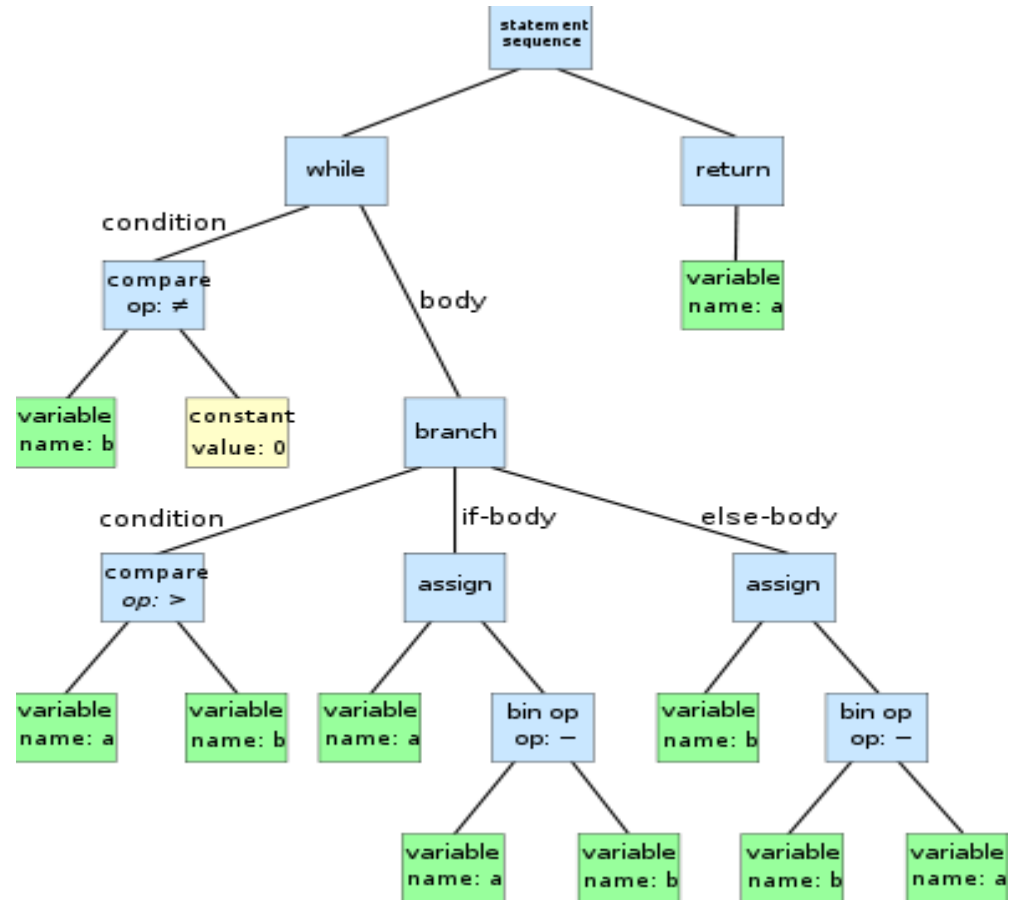 statement
sequence
while
return
condition
compare
op: ≠
body
variable
name: a
variable
name: b
constant
value: 0
branch
condition
if-body
else-body
compare
op: >
assign
assign
variable
name: a
variable
name: b
variable
name: a
bin op
op: −
variable
name: b
bin op
op: −
variable
name: a
variable
name: b
variable
name: b
variable
name: a